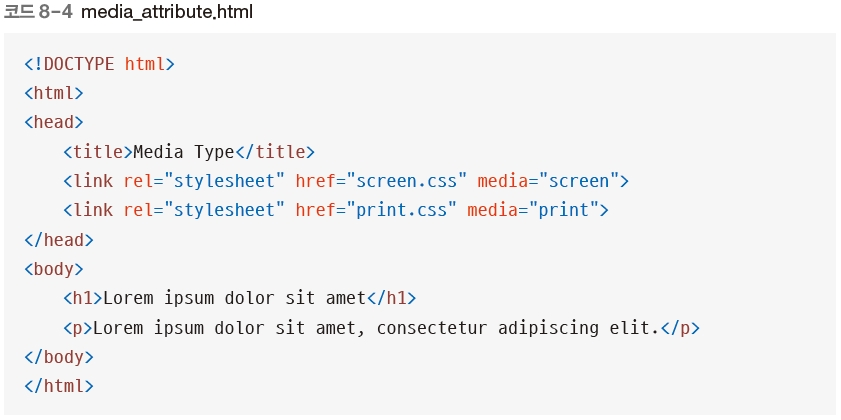 코드 8-4 media_attribute.html
<!DOCTYPE html>
<html>
<head>
    <title>Media Type</title>
    <link rel="stylesheet" href="screen.css" media="screen">
    <link rel="stylesheet" href="print.css" media="print">
</head>
<body>
    <h1>Lorem ipsum dolor sit amet</h1>
    <p>Lorem ipsum dolor sit amet, consectetur adipiscing elit.</p>
</body>
</html>